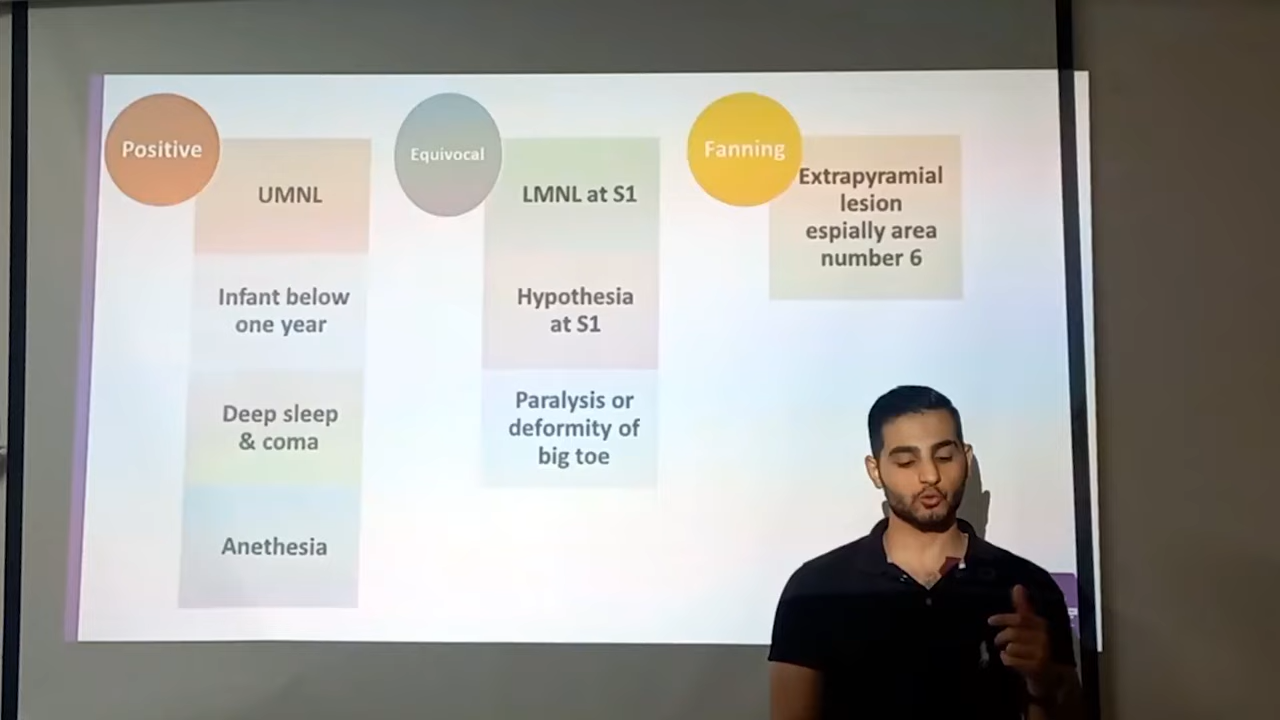 Positive
UMNL
Infant below
one year
Deep sleep
& coma
Anethesia
Equivocal
LMNL at S1
Hypothesia
at S1
Paralysis or
deformity of
big toe
Fanning
Extrapyramial
lesion
espially area
number 6